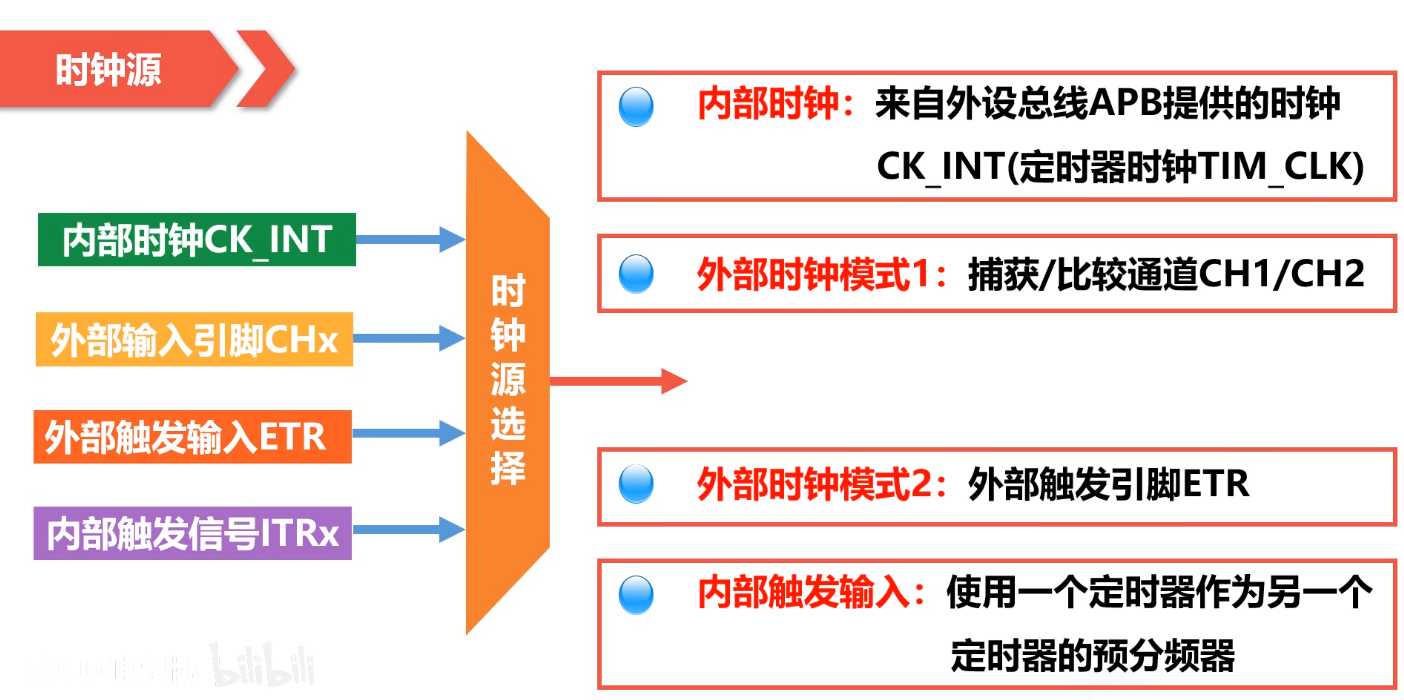 时钟源
内部时钟：来自外设总线APB提供的时钟
CK_INT(定时器时钟TIM_CLK)
内部时钟CK_INT
外部时钟模式1：捕获/比较通道CH1/CH2
外部输入引脚CHx
时钟源选择
外部触发输入ETR
外部时钟模式2：外部触发引脚ETR
内部触发信号ITRx
内部触发输入：使用一个定时器作为另一个
定时器的预分频器
bilibili